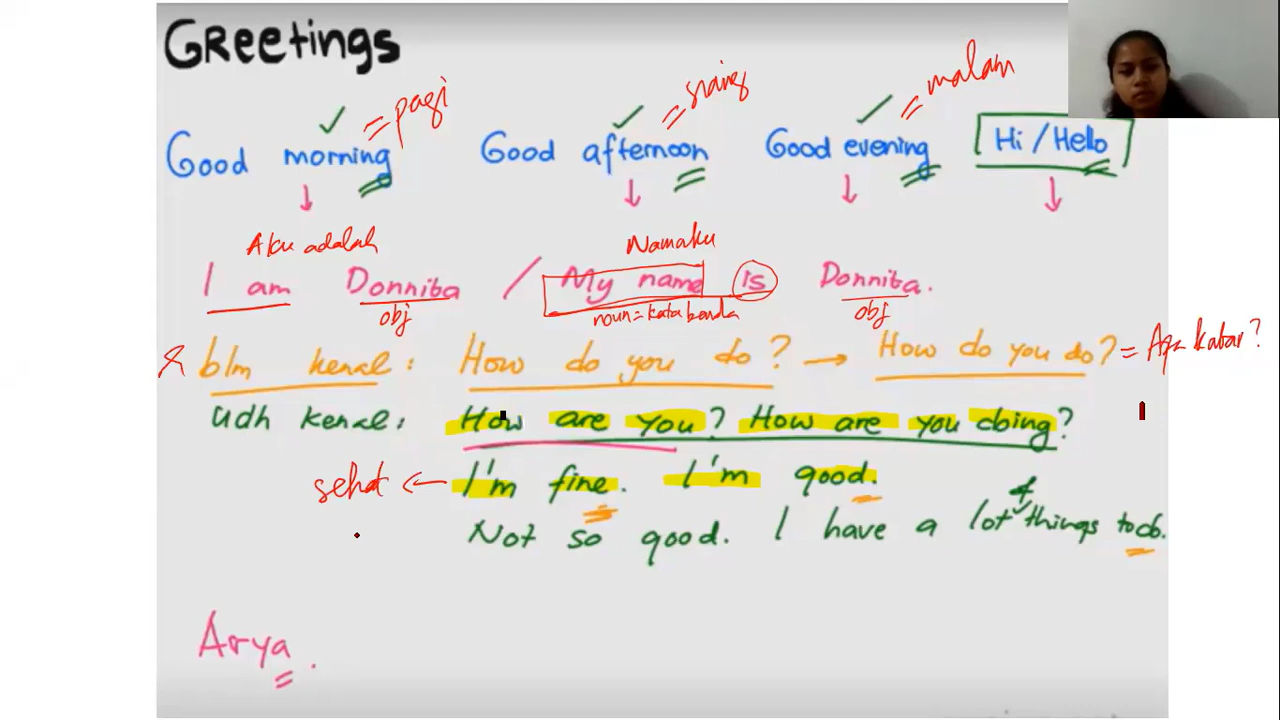 Greetings
= pagi = siang = malam
Good morning Good afternoon Good evening Hi / Hello
Aku adalah Namaku
I am Donnita / My name is Donnita.
obj noun = kata benda obj
blm kenal : How do you do? → How do you do? = Apa kabar?
udh kenal : How are you? How are you doing?
sehat ← I'm fine. I'm good.
of
Not so good. I have a lot things to do.
Arya.